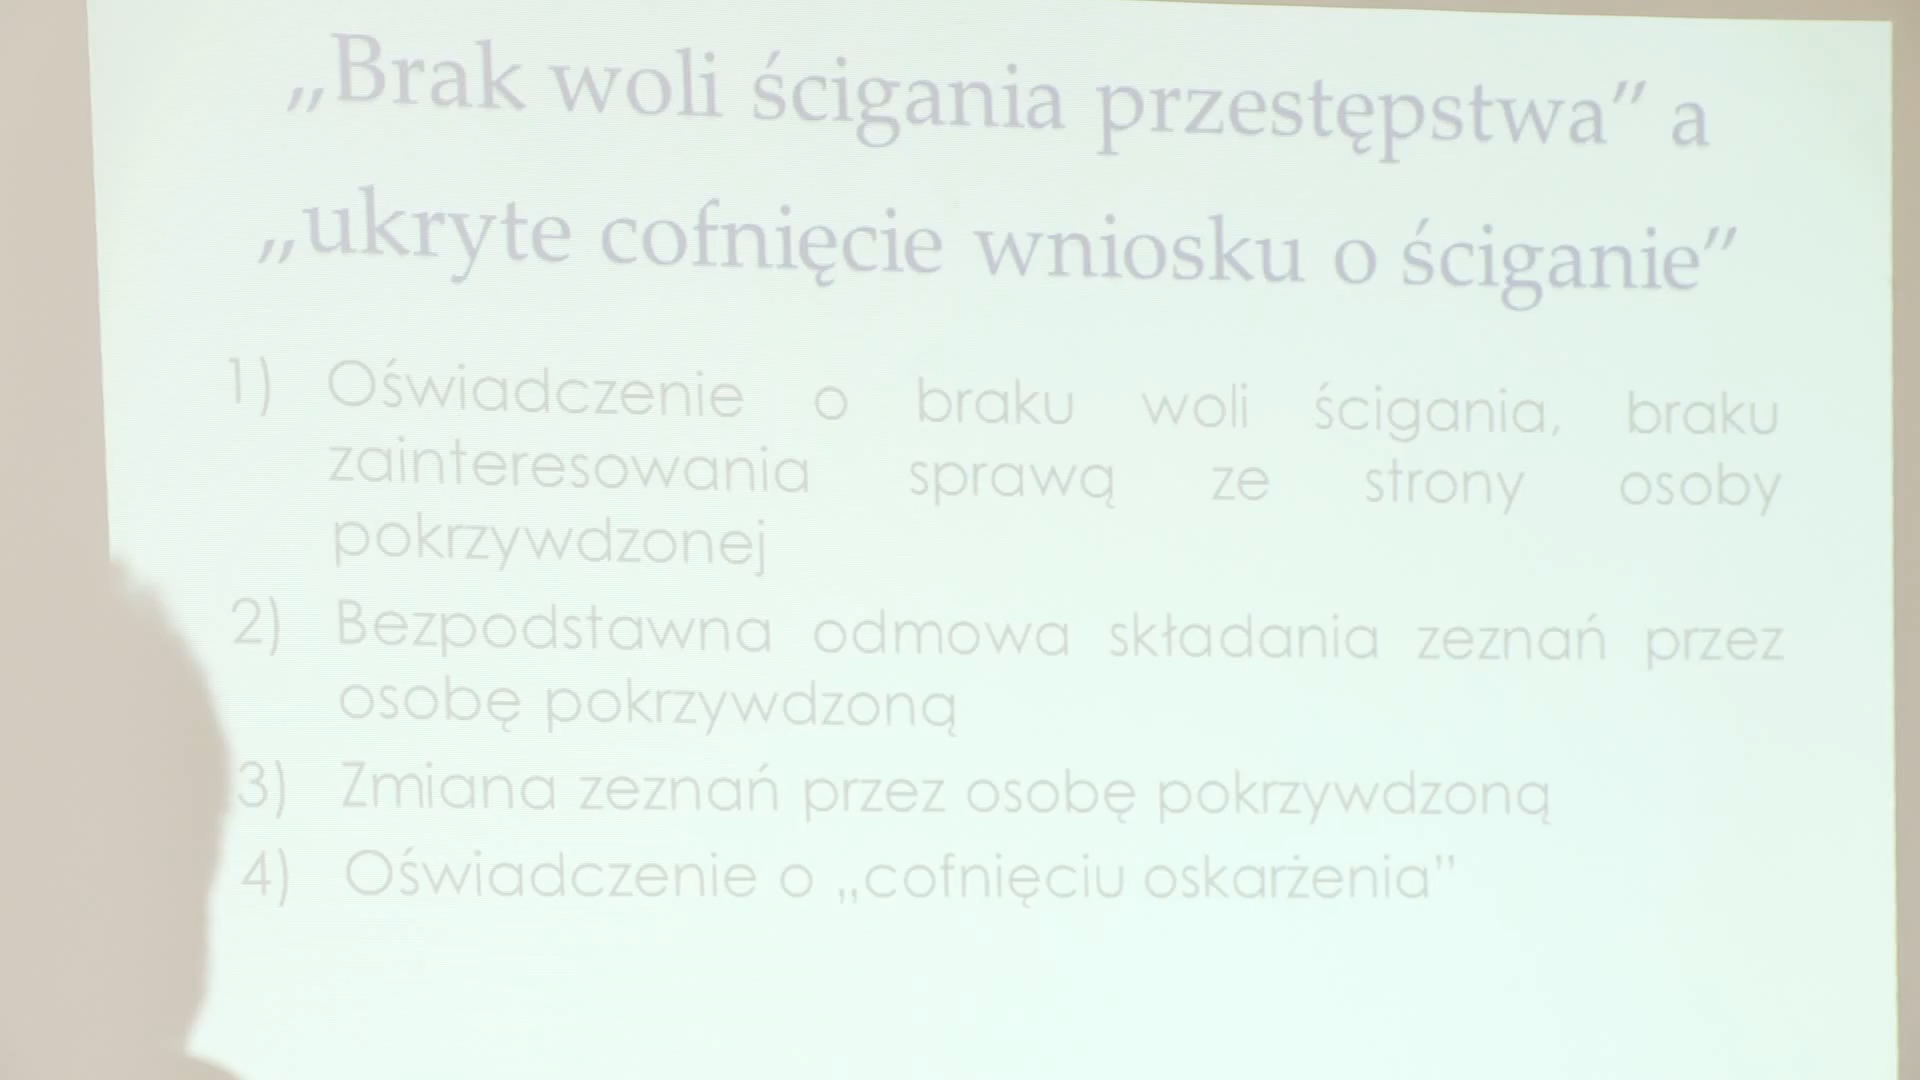 „Brak woli ścigania przestępstwa” a
„ukryte cofnięcie wniosku o ściganie”
1) Oświadczenie o braku woli ścigania, braku
zainteresowania sprawą ze strony osoby
pokrzywdzonej
2) Bezpodstawna odmowa składania zeznań przez
osobę pokrzywdzoną
3) Zmiana zeznań przez osobę pokrzywdzoną
4) Oświadczenie o „cofnięciu oskarżenia”